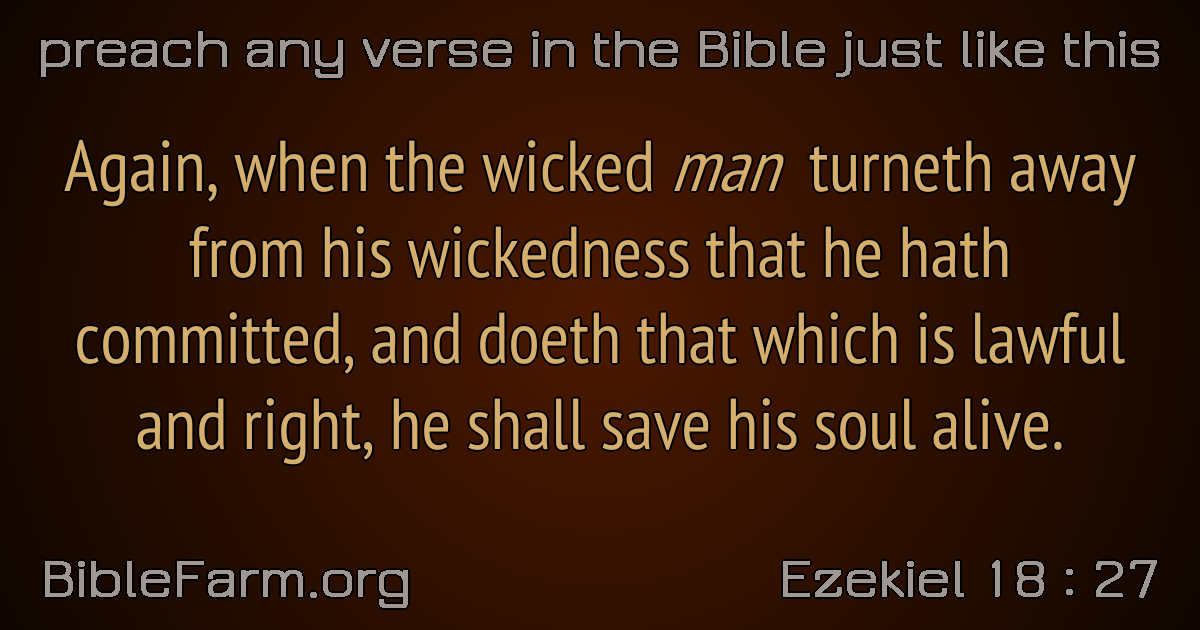 preach any verse in the Bible just like this
Again, when the wicked man turneth away
from his wickedness that he hath
committed, and doeth that which is lawful
and right, he shall save his soul alive.
BibleFarm.org
Ezekiel 18 : 27